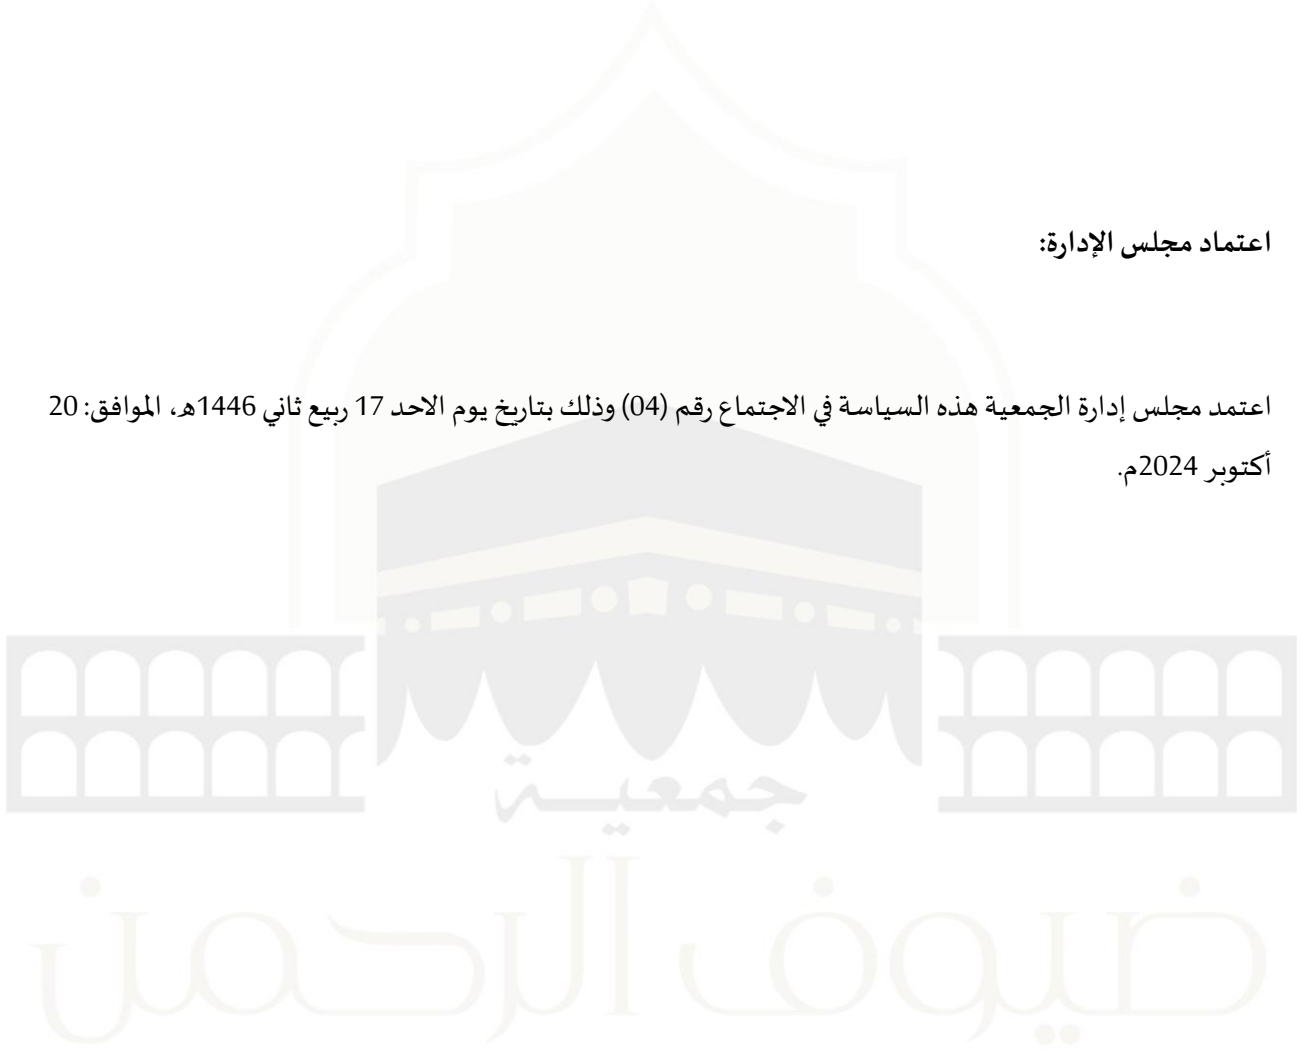 اعتماد مجلس الإدارة:
اعتمد مجلس إدارة الجمعية هذه السياسة في الاجتماع رقم (04) وذلك بتاريخ يوم الاحد 17 ربيع ثاني 1446هـ، الموافق: 20
أكتوبر 2024م.
جمعية
ضيوف الرحمن